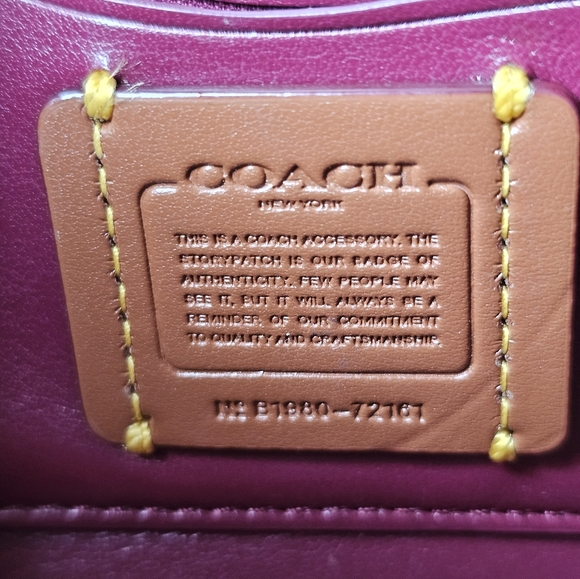 COACH
NEW YORK
THIS IS A COACH ACCESSORY. THE
STORYPATCH IS OUR BADGE OF
AUTHENTICITY. FEW PEOPLE MAY
SEE IT, BUT IT WILL ALWAYS BE A
REMINDER OF OUR COMMITMENT
TO QUALITY AND CRAFTSMANSHIP.
Nº B1980-72161